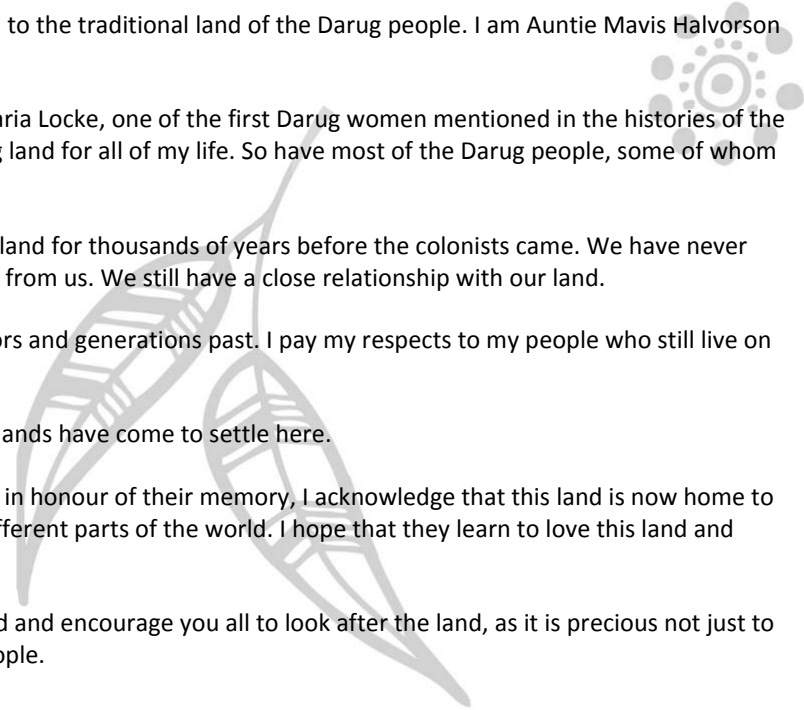 to the traditional land of the Darug people. I am Auntie Mavis Halvorson
aria Locke, one of the first Darug women mentioned in the histories of the
land for all of my life. So have most of the Darug people, some of whom
land for thousands of years before the colonists came. We have never
from us. We still have a close relationship with our land.
ors and generations past. I pay my respects to my people who still live on
ands have come to settle here.
in honour of their memory, I acknowledge that this land is now home to
fferent parts of the world. I hope that they learn to love this land and
d and encourage you all to look after the land, as it is precious not just to
ople.